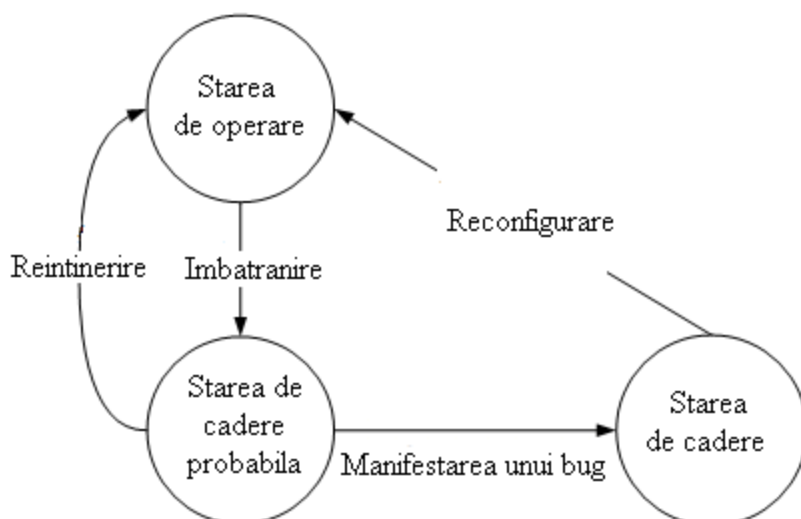 Starea
de operare
Reconfigurare
Reintinerire
Imbatranire
Starea de
cadere
probabila
Starea
de cadere
Manifestarea unui bug